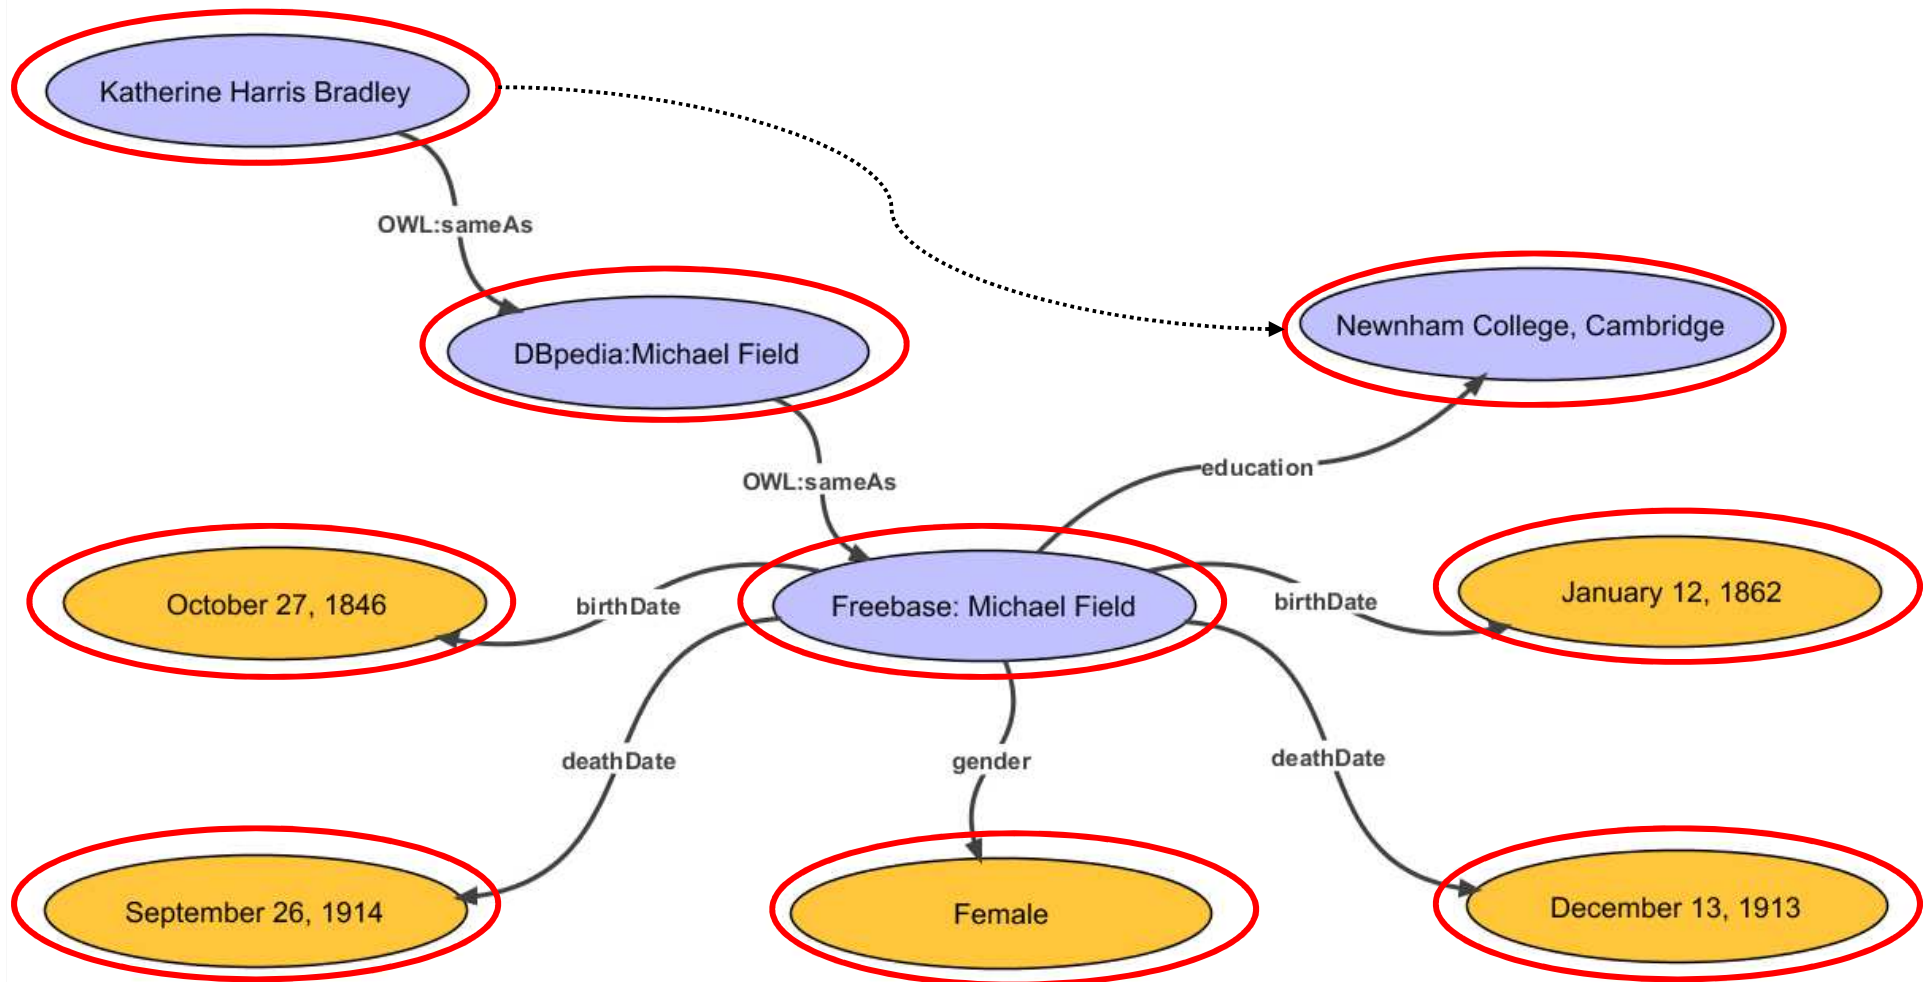 Katherine Harris Bradley
OWL:sameAs
DBpedia:Michael Field
Newnham College, Cambridge
OWL:sameAs
education
October 27, 1846
birthDate
Freebase: Michael Field
birthDate
January 12, 1862
deathDate
gender
deathDate
September 26, 1914
Female
December 13, 1913